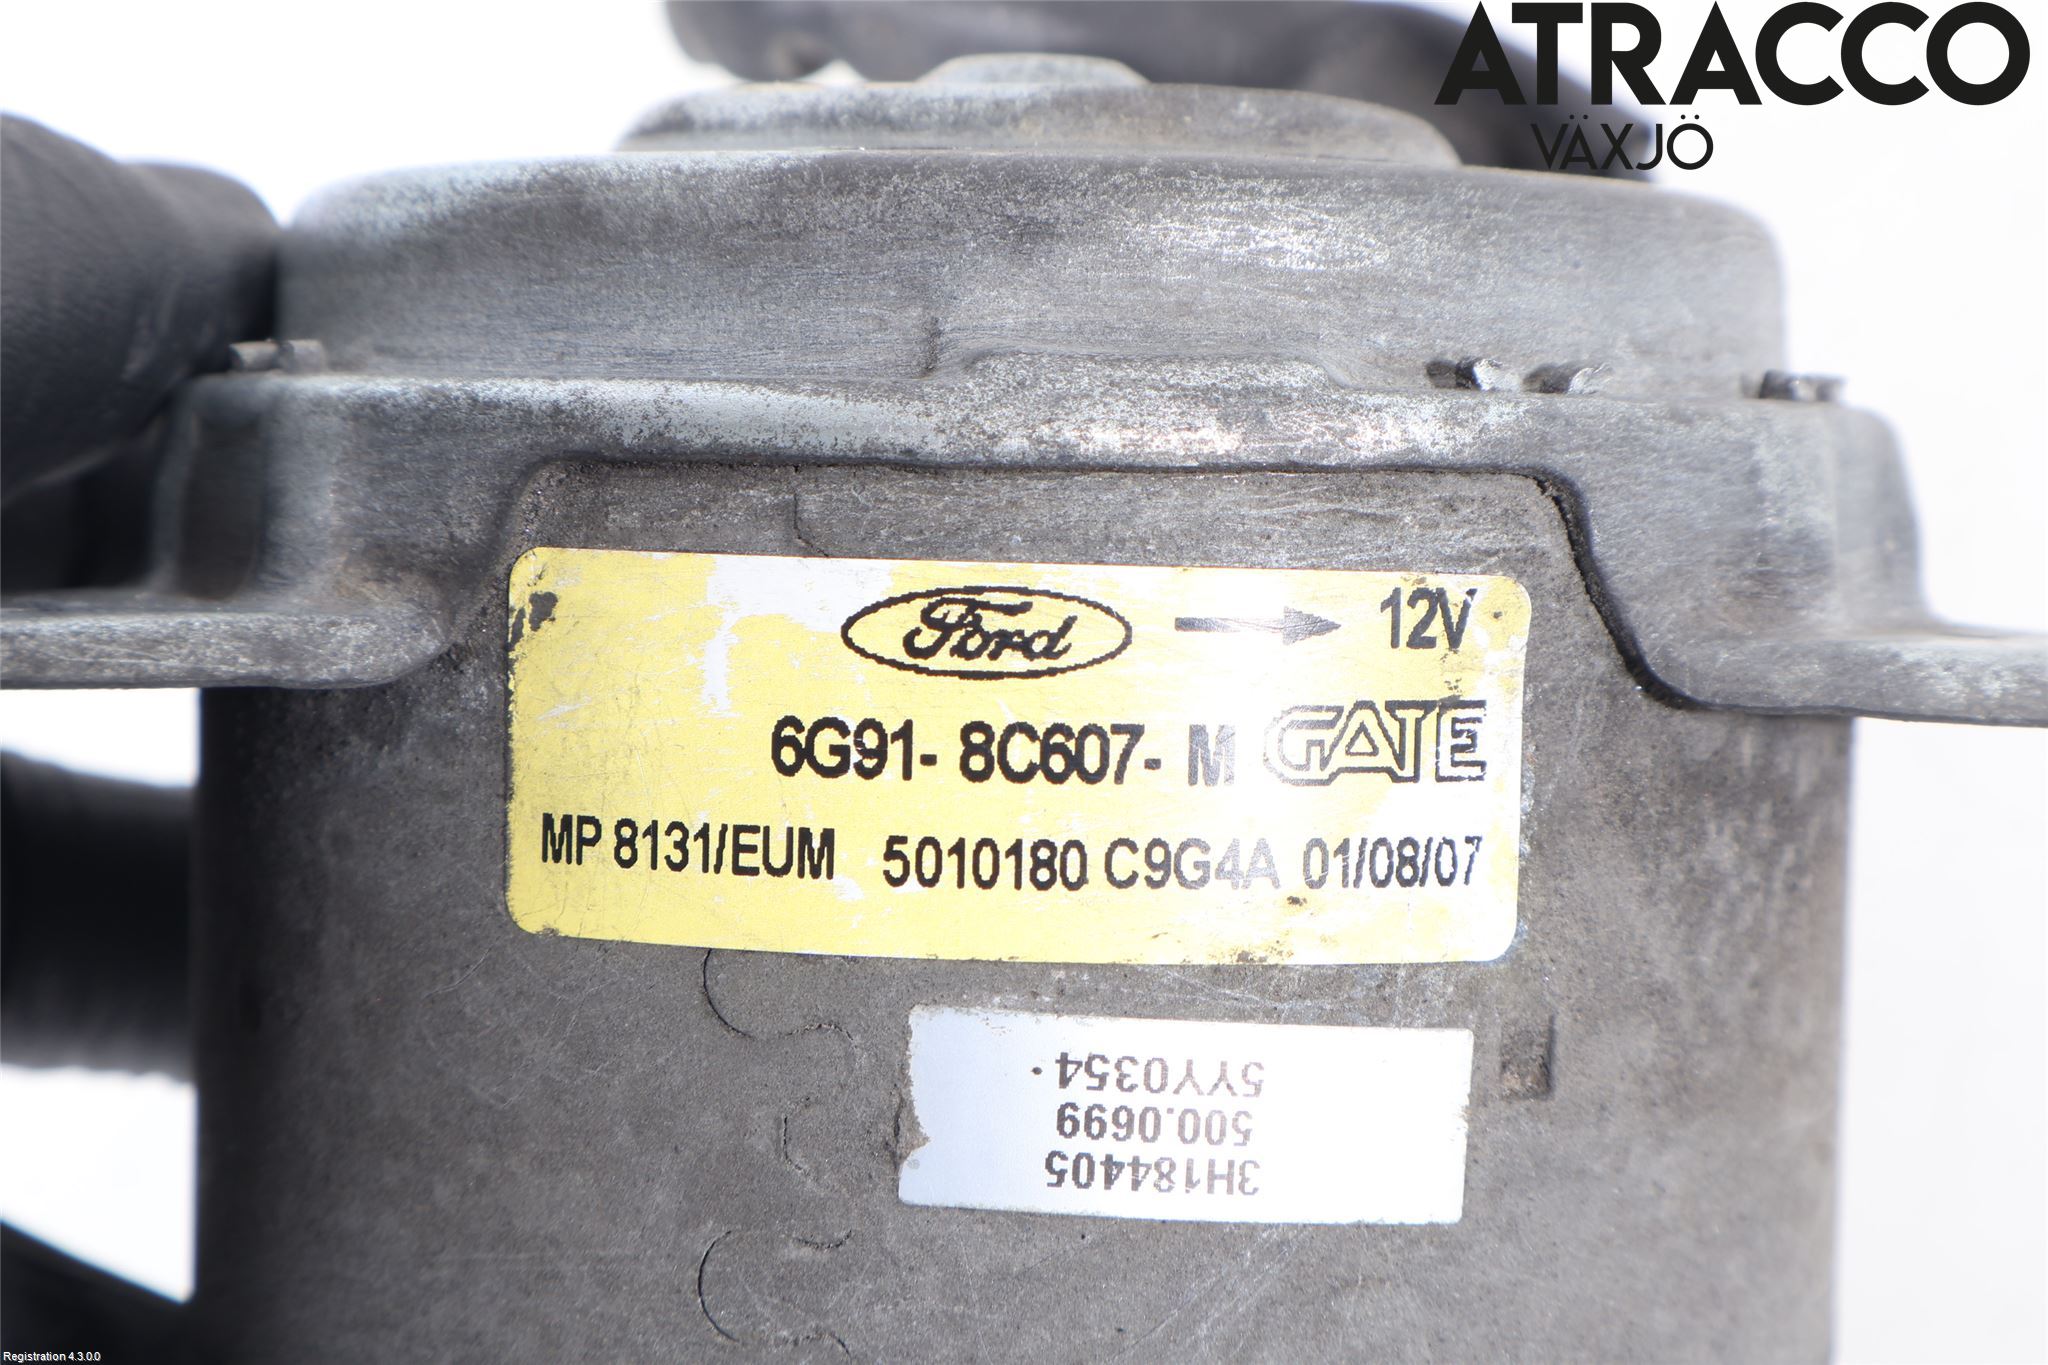 ATRACCO
VÄXJÖ
Ford 12V
6G91- 8C607- M GATE
MP 8131/EUM 5010180 C9G4A 01/08/07
3H184405
500.0699
5YY0354
Registration 4.3.0.0